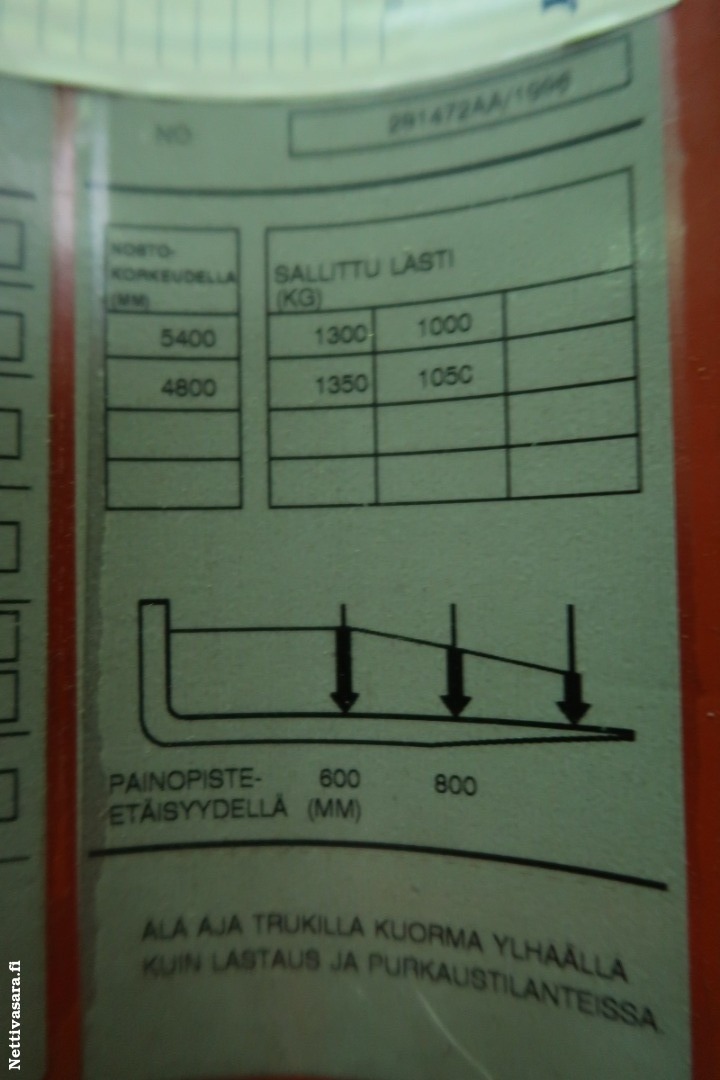 NO
291472AA/1996
NOSTO-
KORKEUDELLA
(MM)
SALLITTU LASTI
(KG)
5400 1300 1000
4800 1350 1050
PAINOPISTE- 600 800
ETÄISYYDELLÄ (MM)
ÄLÄ AJA TRUKILLA KUORMA YLHÄÄLLÄ
KUIN LASTAUS JA PURKAUSTILANTEISSA
Nettivasara.fi